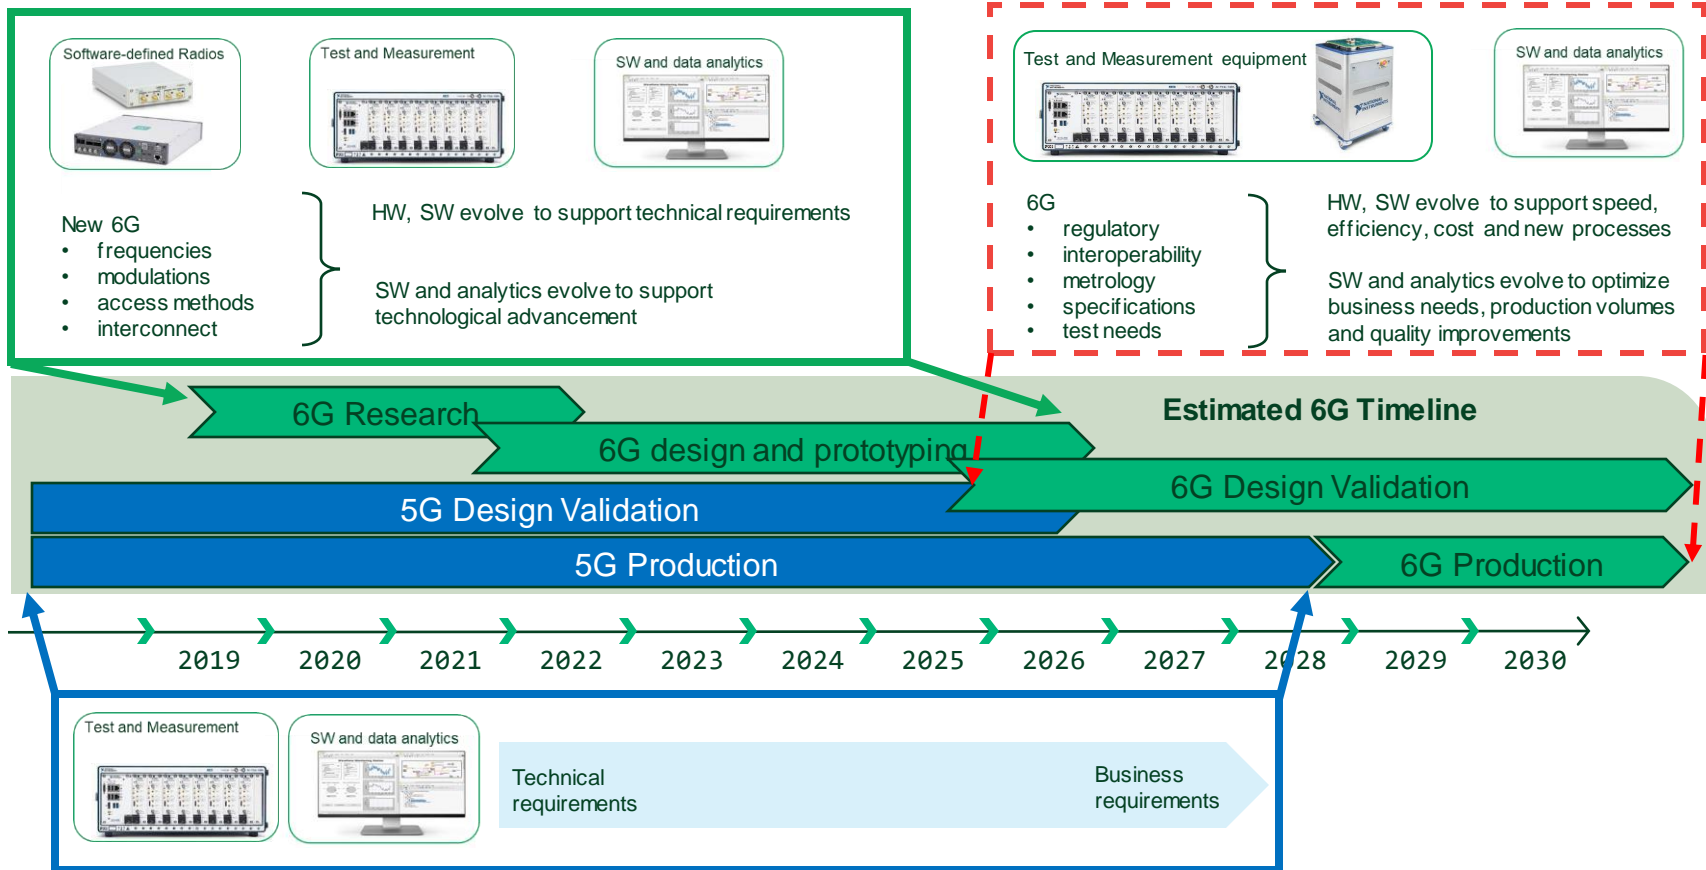 Software-defined Radios
Test and Measurement
SW and data analytics
New 6G
• frequencies
• modulations
• access methods
• interconnect
HW, SW evolve to support technical requirements
SW and analytics evolve to support
technological advancement
Test and Measurement equipment
NATIONAL
INSTRUMENTS
SW and data analytics
6G
• regulatory
• interoperability
• metrology
• specifications
• test needs
HW, SW evolve to support speed,
efficiency, cost and new processes
SW and analytics evolve to optimize
business needs, production volumes
and quality improvements
Estimated 6G Timeline
6G Research
6G design and prototyping
6G Design Validation
5G Design Validation
5G Production
6G Production
2019 2020 2021 2022 2023 2024 2025 2026 2027 2028 2029 2030
Test and Measurement
SW and data analytics
Technical
requirements
Business
requirements